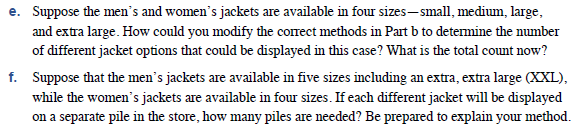 e. Suppose the men's and women's jackets are available in four sizes—small, medium, large,
and extra large. How could you modify the correct methods in Part b to determine the number
of different jacket options that could be displayed in this case? What is the total count now?
f. Suppose that the men's jackets are available in five sizes including an extra, extra large (XXL),
while the women's jackets are available in four sizes. If each different jacket will be displayed
on a separate pile in the store, how many piles are needed? Be prepared to explain your method.